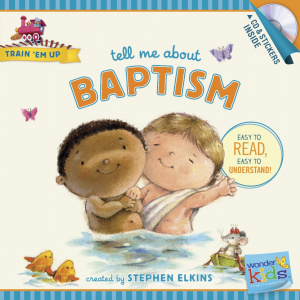 TRAIN 'EM UP
CD & STICKERS
INSIDE
tell me about
BAPTISM
EASY TO
READ,
EASY TO
UNDERSTAND!
wonder
kids
created by STEPHEN ELKINS